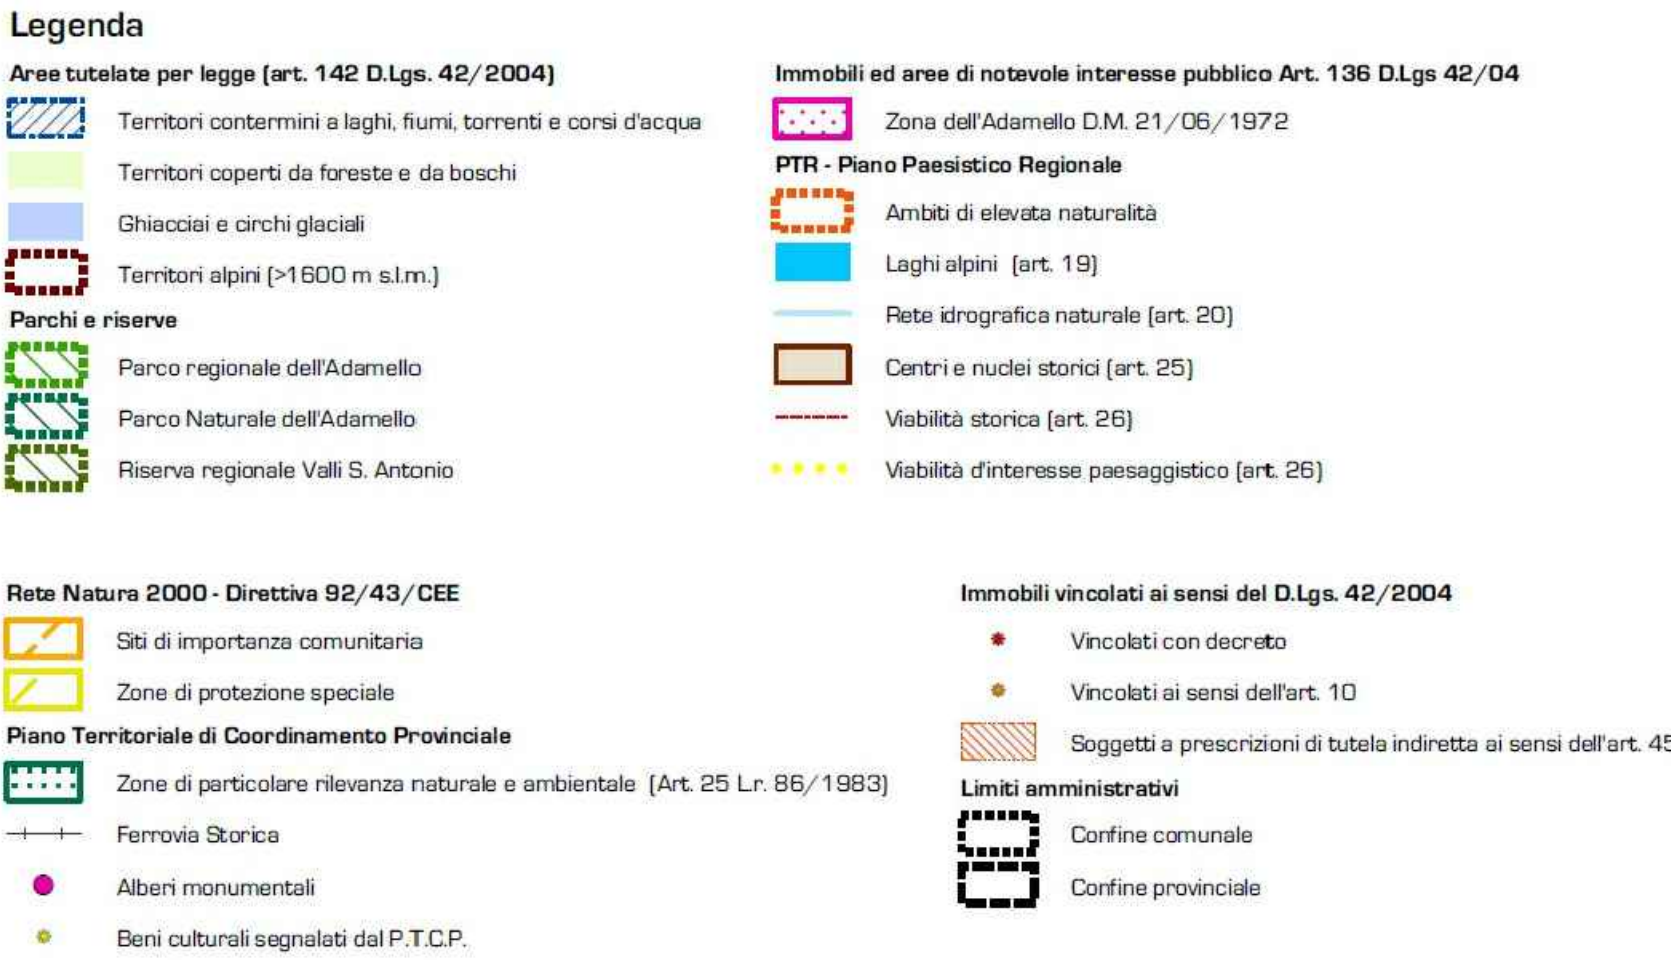 Legenda
Aree tutelate per legge (art. 142 D.Lgs. 42/2004)
Territori contermini a laghi, fiumi, torrenti e corsi d'acqua
Territori coperti da foreste e da boschi
Ghiacciai e circhi glaciali
Territori alpini (>1600 m s.l.m.)
Parchi e riserve
Parco regionale dell'Adamello
Parco Naturale dell'Adamello
Riserva regionale Valli S. Antonio
Immobili ed aree di notevole interesse pubblico Art. 136 D.Lgs 42/04
Zona dell'Adamello D.M. 21/06/1972
PTR - Piano Paesistico Regionale
Ambiti di elevata naturalità
Laghi alpini (art. 19)
Rete idrografica naturale (art. 20)
Centri e nuclei storici (art. 25)
Viabilità storica (art. 26)
Viabilità d'interesse paesaggistico (art. 26)
Rete Natura 2000 - Direttiva 92/43/CEE
Siti di importanza comunitaria
Zone di protezione speciale
Piano Territoriale di Coordinamento Provinciale
Zone di particolare rilevanza naturale e ambientale (Art. 25 L.r. 86/1983)
Ferrovia Storica
Alberi monumentali
Beni culturali segnalati dal P.T.C.P.
Immobili vincolati ai sensi del D.Lgs. 42/2004
Vincolati con decreto
Vincolati ai sensi dell'art. 10
Soggetti a prescrizioni di tutela indiretta ai sensi dell'art. 45
Limiti amministrativi
Confine comunale
Confine provinciale